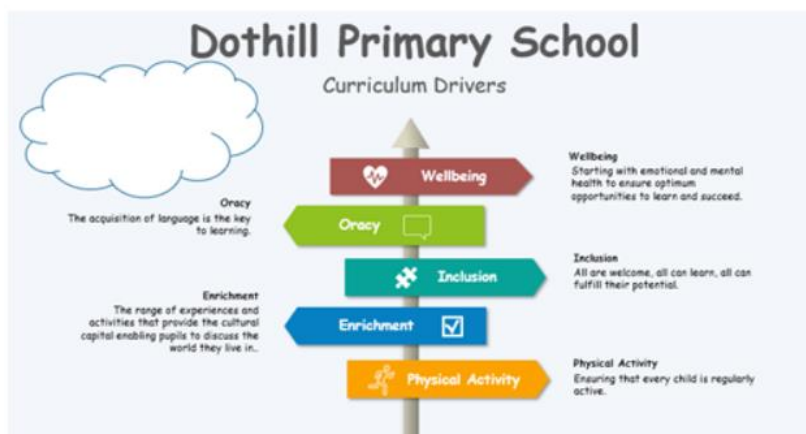 Dothill Primary School
Curriculum Drivers
Wellbeing
Wellbeing
Starting with emotional and mental
health to ensure optimum
opportunities to learn and succeed.
Oracy
The acquisition of language is the key
to learning.
Oracy
Inclusion
Inclusion
All are welcome, all can learn, all can
fulfill their potential.
Enrichment
The range of experiences and
activities that provide the cultural
capital enabling pupils to discuss the
world they live in..
Enrichment
Physical Activity
Physical Activity
Ensuring that every child is regularly
active.